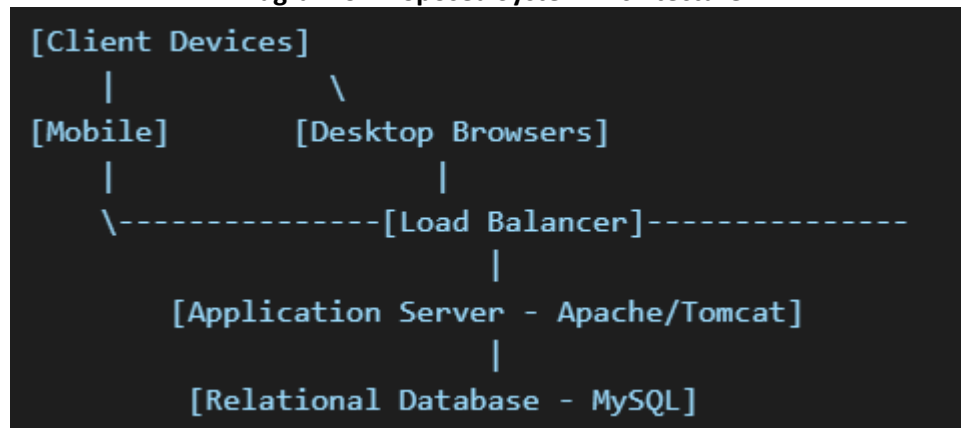 [Client Devices]
| \
[Mobile] [Desktop Browsers]
| |
\---------------[Load Balancer]---------------
|
[Application Server - Apache/Tomcat]
|
[Relational Database - MySQL]